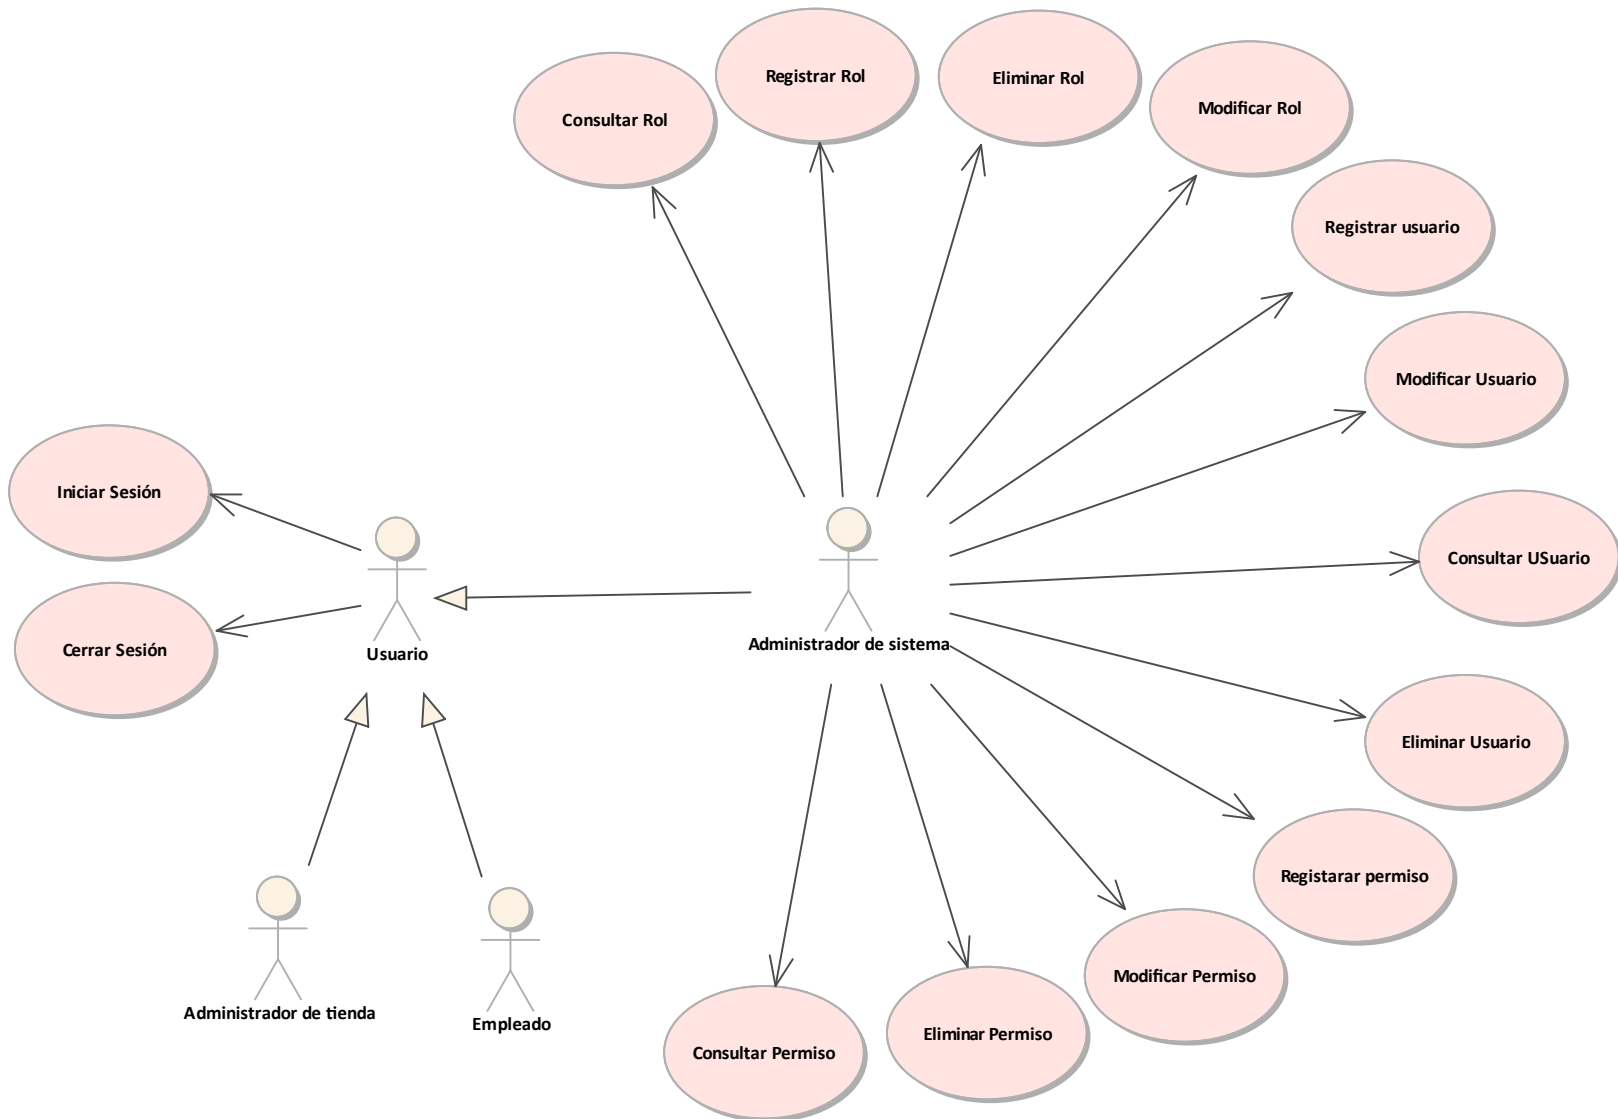 Registrar Rol
Eliminar Rol
Modificar Rol
Consultar Rol
Registrar usuario
Modificar Usuario
Iniciar Sesión
Consultar USuario
Cerrar Sesión
Usuario
Administrador de sistema
Eliminar Usuario
Registarar permiso
Modificar Permiso
Administrador de tienda
Empleado
Eliminar Permiso
Consultar Permiso